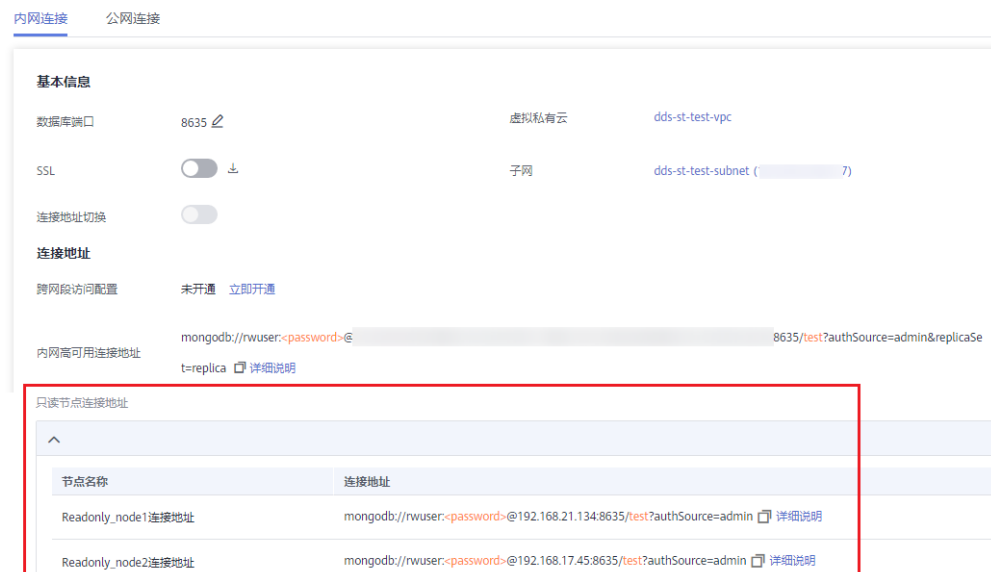 内网连接 公网连接
基本信息
数据库端口 8635 虚拟私有云 dds-st-test-vpc
SSL 子网 dds-st-test-subnet ( 7)
连接地址切换
连接地址
跨网段访问配置 未开通 立即开通
内网高可用连接地址 mongodb://rwuser:<password>@ 8635/test?authSource=admin&replicaSe
t=replica 详细说明
只读节点连接地址
节点名称 连接地址
Readonly_node1连接地址 mongodb://rwuser:<password>@192.168.21.134:8635/test?authSource=admin 详细说明
Readonly_node2连接地址 mongodb://rwuser:<password>@192.168.17.45:8635/test?authSource=admin 详细说明